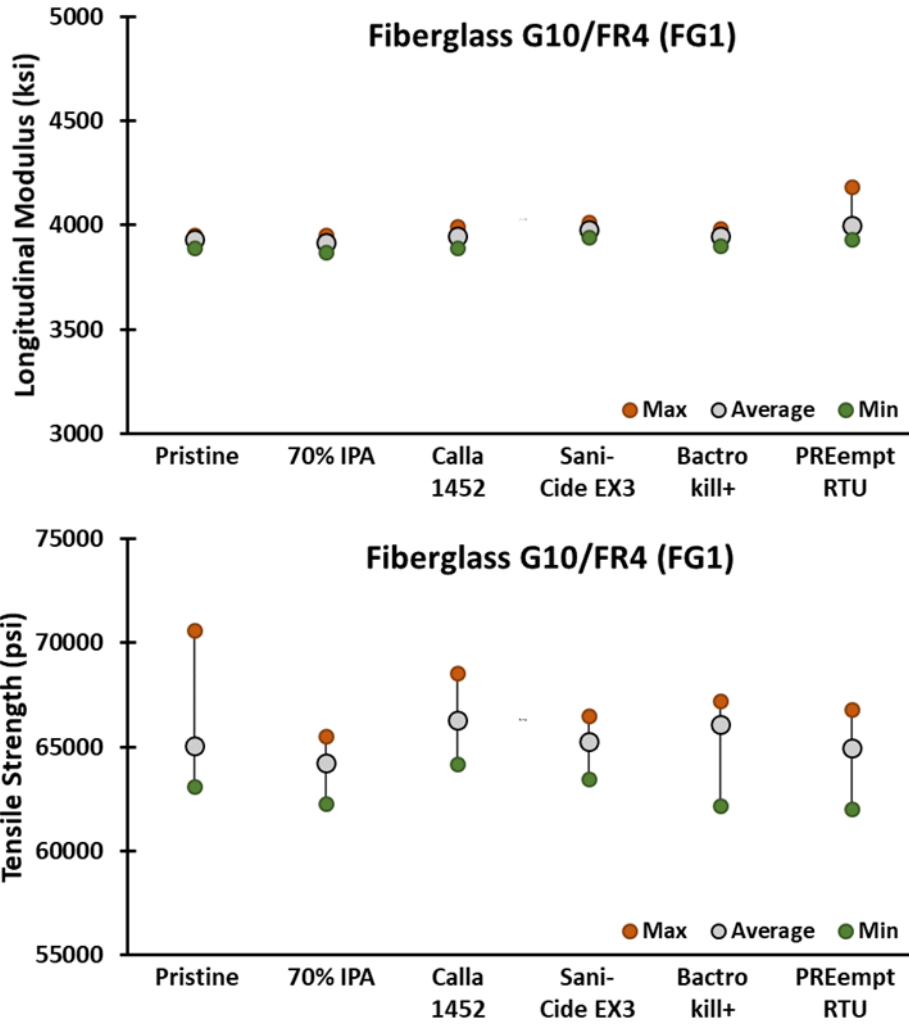 Fiberglass G10/FR4 (FG1)
Longitudinal Modulus (ksi)
5000
4500
4000
3500
3000
Max Average Min
Pristine 70% IPA Calla 1452 Sani-Cide EX3 Bactro kill+ PREempt RTU
Fiberglass G10/FR4 (FG1)
Tensile Strength (psi)
75000
70000
65000
60000
55000
Max Average Min
Pristine 70% IPA Calla 1452 Sani-Cide EX3 Bactro kill+ PREempt RTU